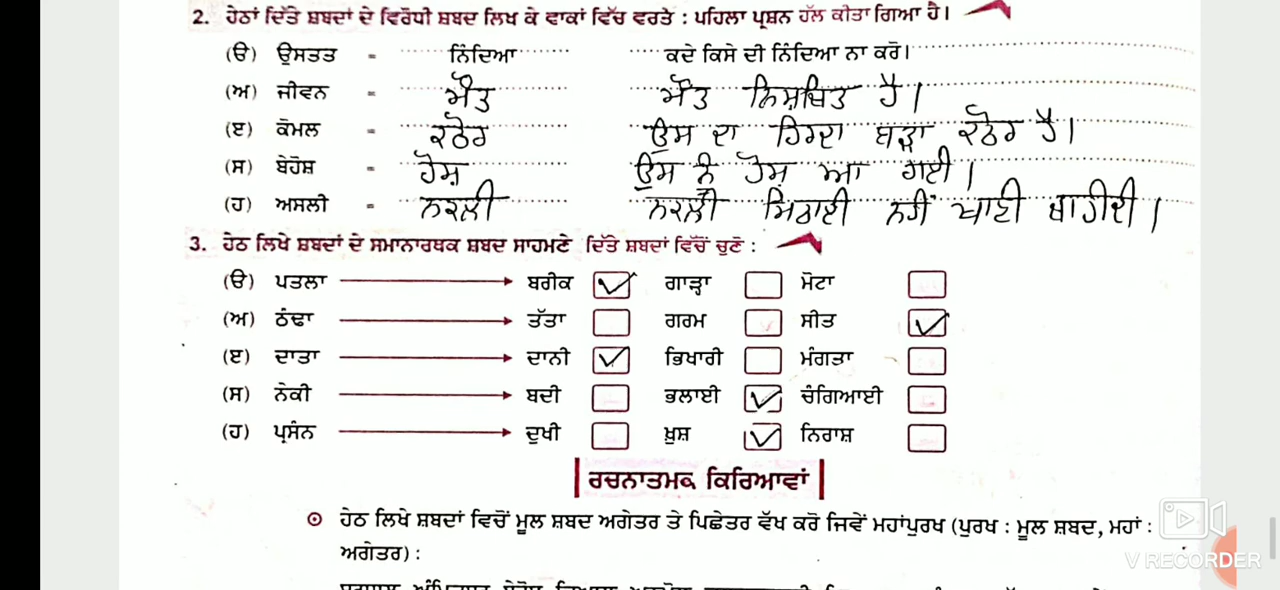 2. ਹੇਠਾਂ ਦਿੱਤੇ ਸ਼ਬਦਾਂ ਦੇ ਵਿਰੋਧੀ ਸ਼ਬਦ ਲਿਖ ਕੇ ਵਾਕਾਂ ਵਿੱਚ ਵਰਤੋ : ਪਹਿਲਾ ਪ੍ਰਸ਼ਨ ਹੱਲ ਕੀਤਾ ਗਿਆ ਹੈ।
(ੳ) ਉਸਤਤ = ਨਿੰਦਿਆ ਕਦੇ ਕਿਸੇ ਦੀ ਨਿੰਦਿਆ ਨਾ ਕਰੋ।
(ਅ) ਜੀਵਨ = ਮੌਤ ਮੌਤ ਨਿਸ਼ਚਿਤ ਹੈ।
(ੲ) ਕੋਮਲ = ਕਠੋਰ ਉਸ ਦਾ ਹਿਰਦਾ ਬੜਾ ਕਠੋਰ ਹੈ।
(ਸ) ਬੇਹੋਸ਼ = ਹੋਸ਼ ਉਸ ਨੂੰ ਹੋਸ਼ ਆ ਗਈ।
(ਹ) ਅਸਲੀ = ਨਕਲੀ ਨਕਲੀ ਮਿਠਾਈ ਨਹੀਂ ਖਾਣੀ ਚਾਹੀਦੀ।
3. ਹੇਠ ਲਿਖੇ ਸ਼ਬਦਾਂ ਦੇ ਸਮਾਨਾਰਥਕ ਸ਼ਬਦ ਸਾਹਮਣੇ ਦਿੱਤੇ ਸ਼ਬਦਾਂ ਵਿੱਚੋਂ ਚੁਣੋ :
(ੳ) ਪਤਲਾ ਬਰੀਕ ਗਾੜ੍ਹਾ ਮੋਟਾ
(ਅ) ਠੰਢਾ ਤੱਤਾ ਗਰਮ ਸੀਤ
(ੲ) ਦਾਤਾ ਦਾਨੀ ਭਿਖਾਰੀ ਮੰਗਤਾ
(ਸ) ਨੇਕੀ ਬਦੀ ਭਲਾਈ ਚੰਗਿਆਈ
(ਹ) ਪ੍ਰਸੰਨ ਦੁਖੀ ਖ਼ੁਸ਼ ਨਿਰਾਸ਼
ਰਚਨਾਤਮਕ ਕਿਰਿਆਵਾਂ
ਹੇਠ ਲਿਖੇ ਸ਼ਬਦਾਂ ਵਿਚੋਂ ਮੂਲ ਸ਼ਬਦ ਅਗੇਤਰ ਤੇ ਪਿਛੇਤਰ ਵੱਖ ਕਰੋ ਜਿਵੇਂ ਮਹਾਂਪੁਰਖ (ਪੁਰਖ : ਮੂਲ ਸ਼ਬਦ, ਮਹਾਂ :
ਅਗੇਤਰ) :
V RECORDER